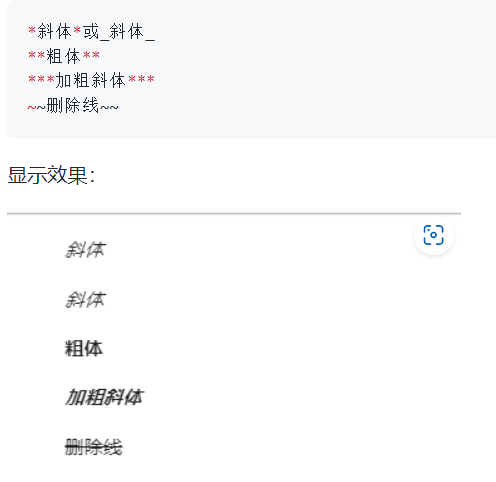 *斜体*或_斜体_
**粗体**
***加粗斜体***
~~删除线~~
显示效果：
斜体
斜体
粗体
加粗斜体
删除线